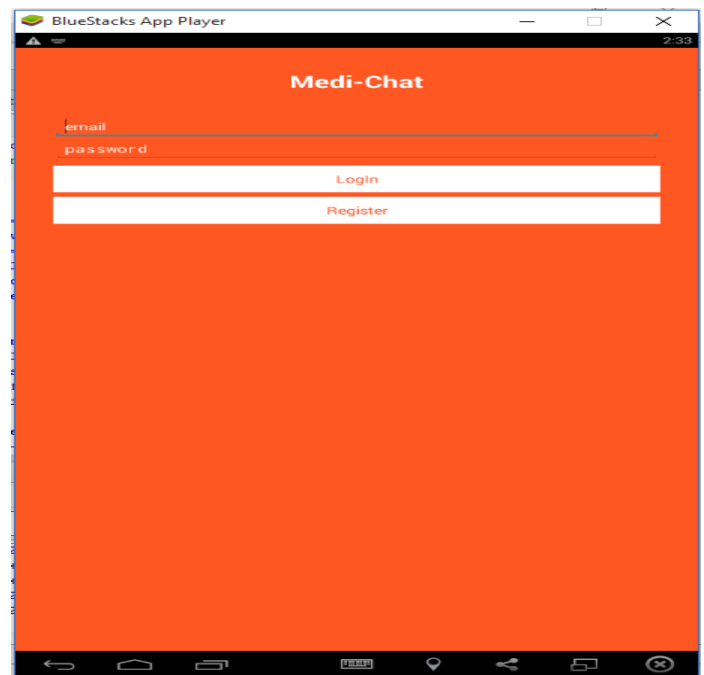 BlueStacks App Player
2:33
Medi-Chat
email
password
LogIn
Register